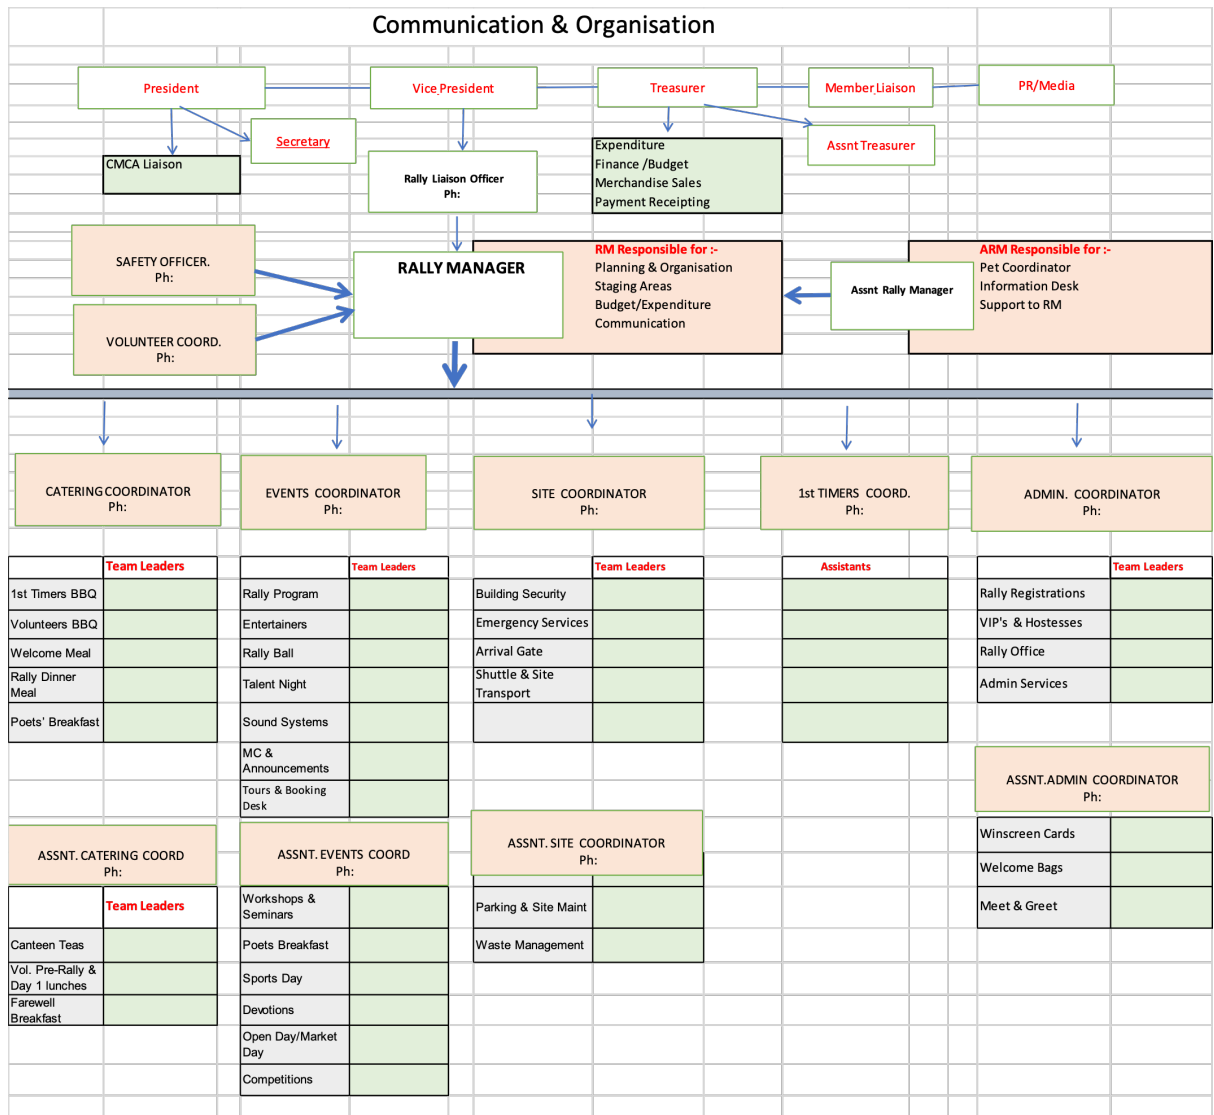 Communication & Organisation
President
Vice President
Treasurer
Member Liaison
PR/Media
Secretary
Assnt Treasurer
CMCA Liaison
Rally Liaison Officer
Ph:
Expenditure
Finance /Budget
Merchandise Sales
Payment Receipting
SAFETY OFFICER.
Ph:
VOLUNTEER COORD.
Ph:
RALLY MANAGER
RM Responsible for :-
Planning & Organisation
Staging Areas
Budget/Expenditure
Communication
Assnt Rally Manager
ARM Responsible for :-
Pet Coordinator
Information Desk
Support to RM
CATERING COORDINATOR
Ph:
EVENTS COORDINATOR
Ph:
SITE COORDINATOR
Ph:
1st TIMERS COORD.
Ph:
ADMIN. COORDINATOR
Ph:
Team Leaders
1st Timers BBQ
Volunteers BBQ
Welcome Meal
Rally Dinner
Meal
Poets' Breakfast
Team Leaders
Rally Program
Entertainers
Rally Ball
Talent Night
Sound Systems
MC &
Announcements
Tours & Booking
Desk
Team Leaders
Building Security
Emergency Services
Arrival Gate
Shuttle & Site
Transport
Assistants
Team Leaders
Rally Registrations
VIP's & Hostesses
Rally Office
Admin Services
ASSNT. CATERING COORD
Ph:
Team Leaders
Canteen Teas
Vol. Pre-Rally &
Day 1 lunches
Farewell
Breakfast
ASSNT. EVENTS COORD
Ph:
Workshops &
Seminars
Poets Breakfast
Sports Day
Devotions
Open Day/Market
Day
Competitions
ASSNT. SITE COORDINATOR
Ph:
Parking & Site Maint
Waste Management
ASSNT.ADMIN COORDINATOR
Ph:
Winscreen Cards
Welcome Bags
Meet & Greet